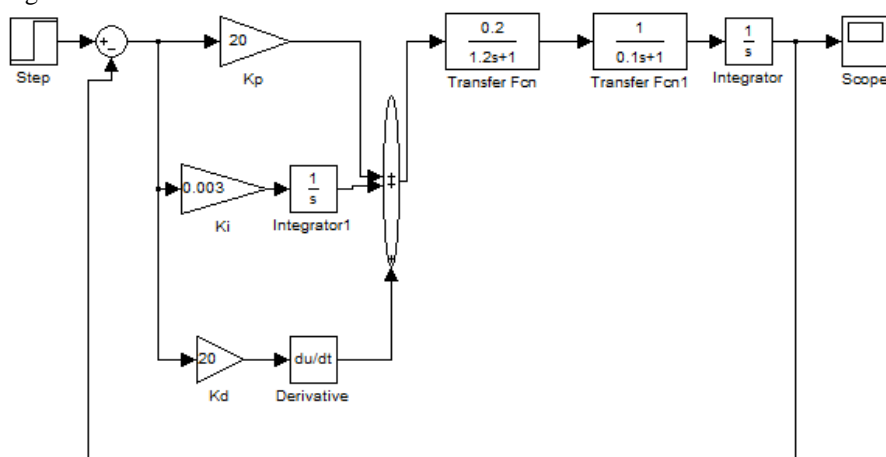 Step
+
−
20
Kp
0.003
Ki
1
s
Integrator1
20
Kd
du/dt
Derivative
+
+
+
0.2
1.2s+1
Transfer Fcn
1
0.1s+1
Transfer Fcn1
1
s
Integrator
Scope